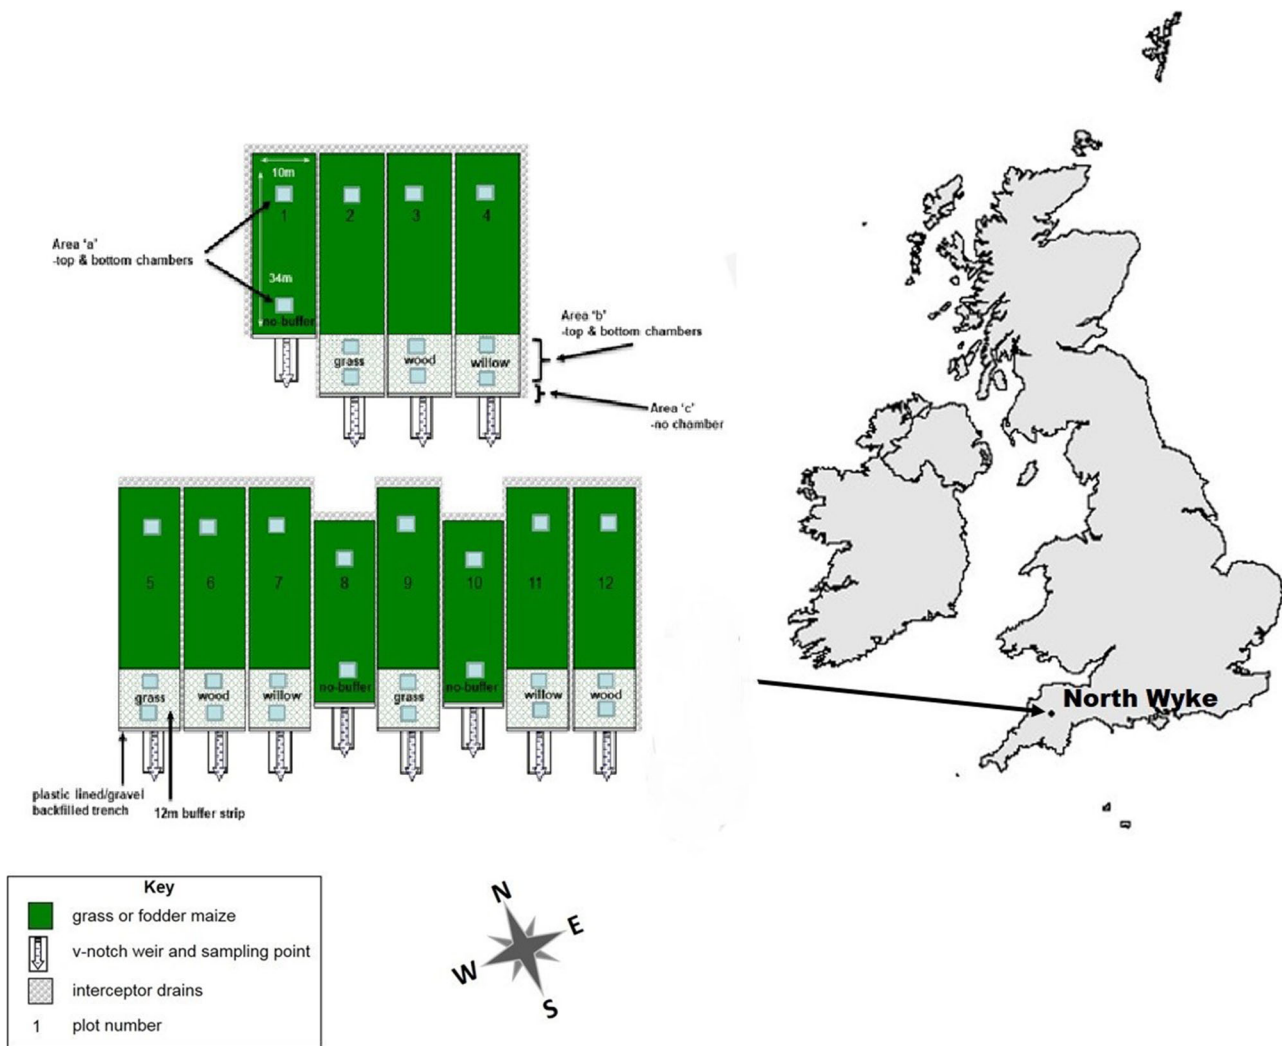 10m
1
2
3
4
Area 'a'
-top & bottom chambers
34m
no-buffer
Area 'b'
-top & bottom chambers
grass
wood
willow
Area 'c'
-no chamber
5
6
7
8
9
10
11
12
grass
wood
willow
no-buffer
grass
no-buffer
willow
wood
plastic lined/gravel
backfilled trench
12m buffer strip
North Wyke
Key
grass or fodder maize
v-notch weir and sampling point
interceptor drains
1 plot number
N
E
W
S